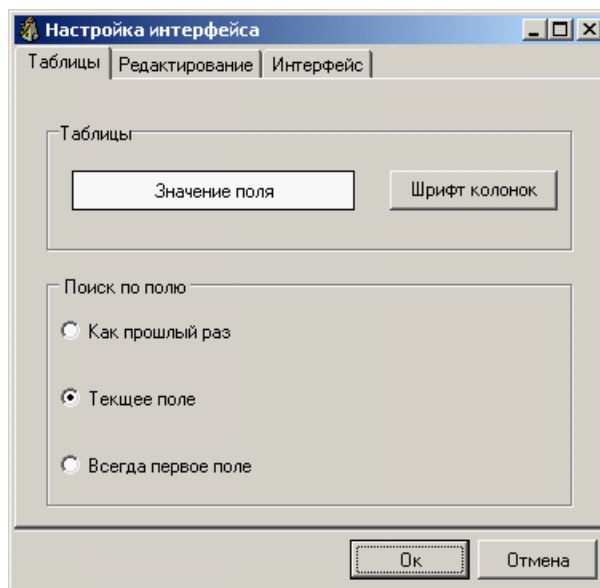 Настройка интерфейса
Таблицы Редактирование Интерфейс
Таблицы
Значение поля Шрифт колонок
Поиск по полю
Как прошлый раз
Текщее поле
Всегда первое поле
Ок Отмена